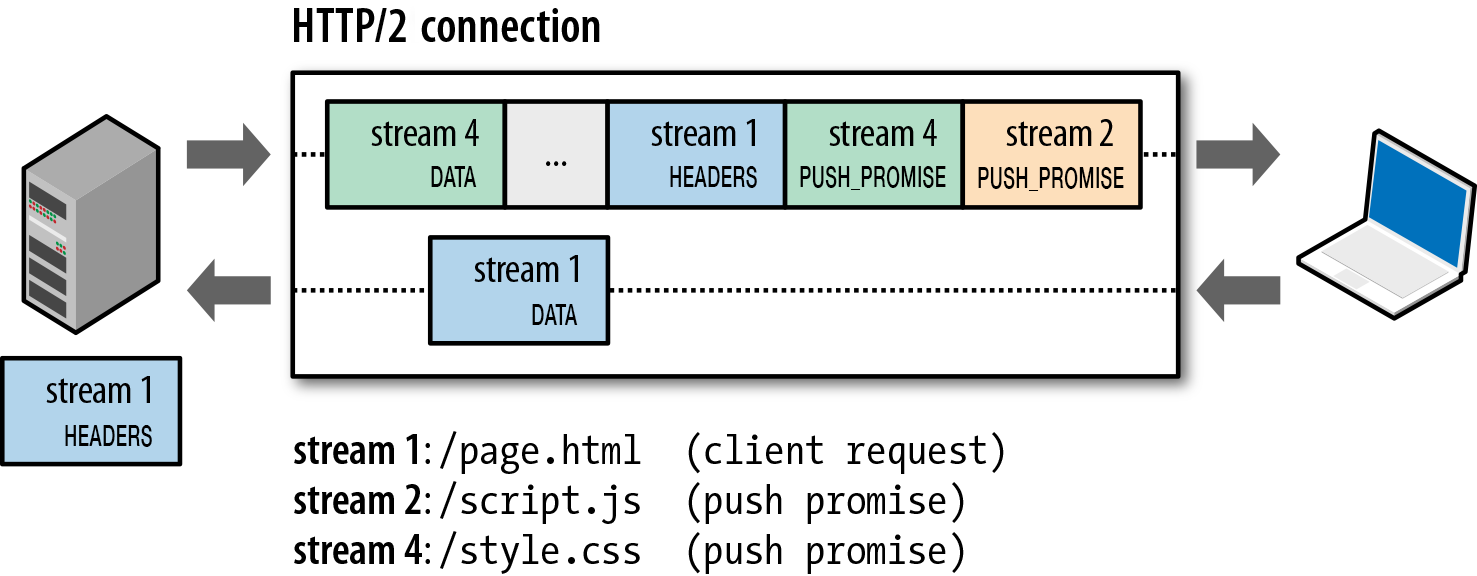 HTTP/2 connection
stream 4 ... stream 1 stream 4 stream 2
DATA HEADERS PUSH_PROMISE PUSH_PROMISE
stream 1
DATA
stream 1
HEADERS
stream 1: /page.html (client request)
stream 2: /script.js (push promise)
stream 4: /style.css (push promise)